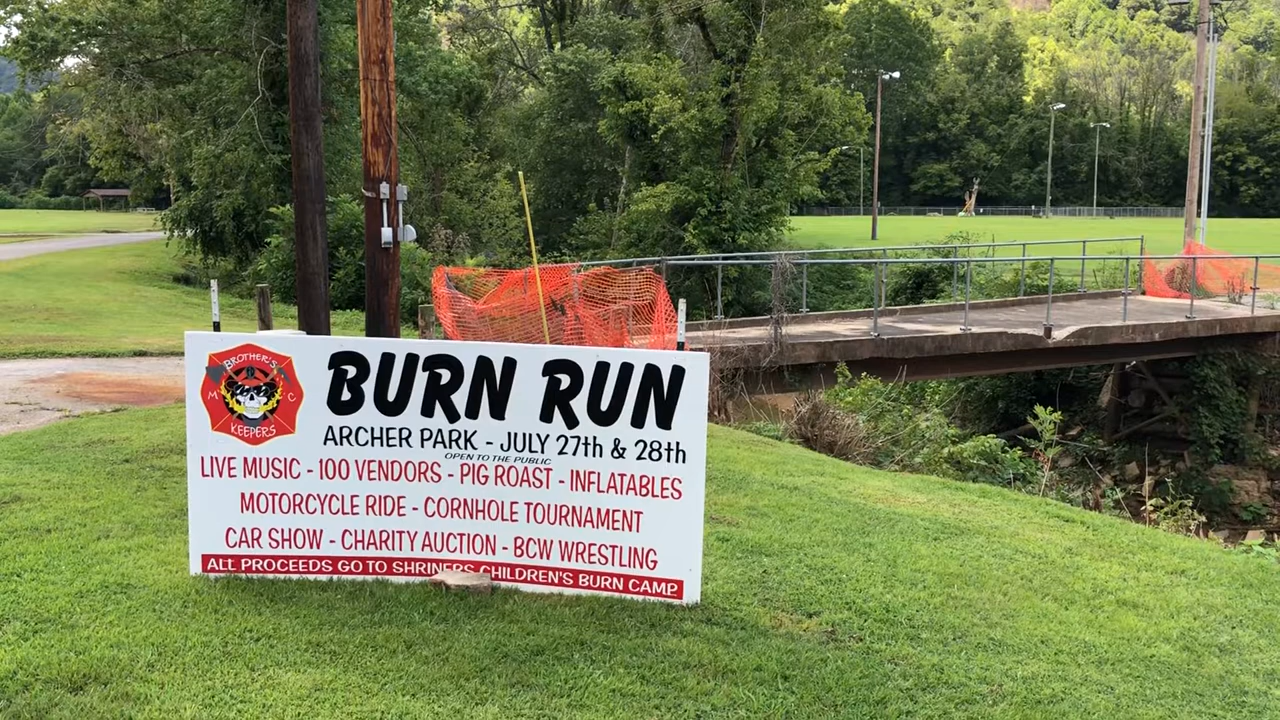 BROTHER'S
M C
KEEPERS
BURN RUN
ARCHER PARK - JULY 27th & 28th
OPEN TO THE PUBLIC
LIVE MUSIC - 100 VENDORS - PIG ROAST - INFLATABLES
MOTORCYCLE RIDE - CORNHOLE TOURNAMENT
CAR SHOW - CHARITY AUCTION - BCW WRESTLING
ALL PROCEEDS GO TO SHRINERS CHILDREN'S BURN CAMP